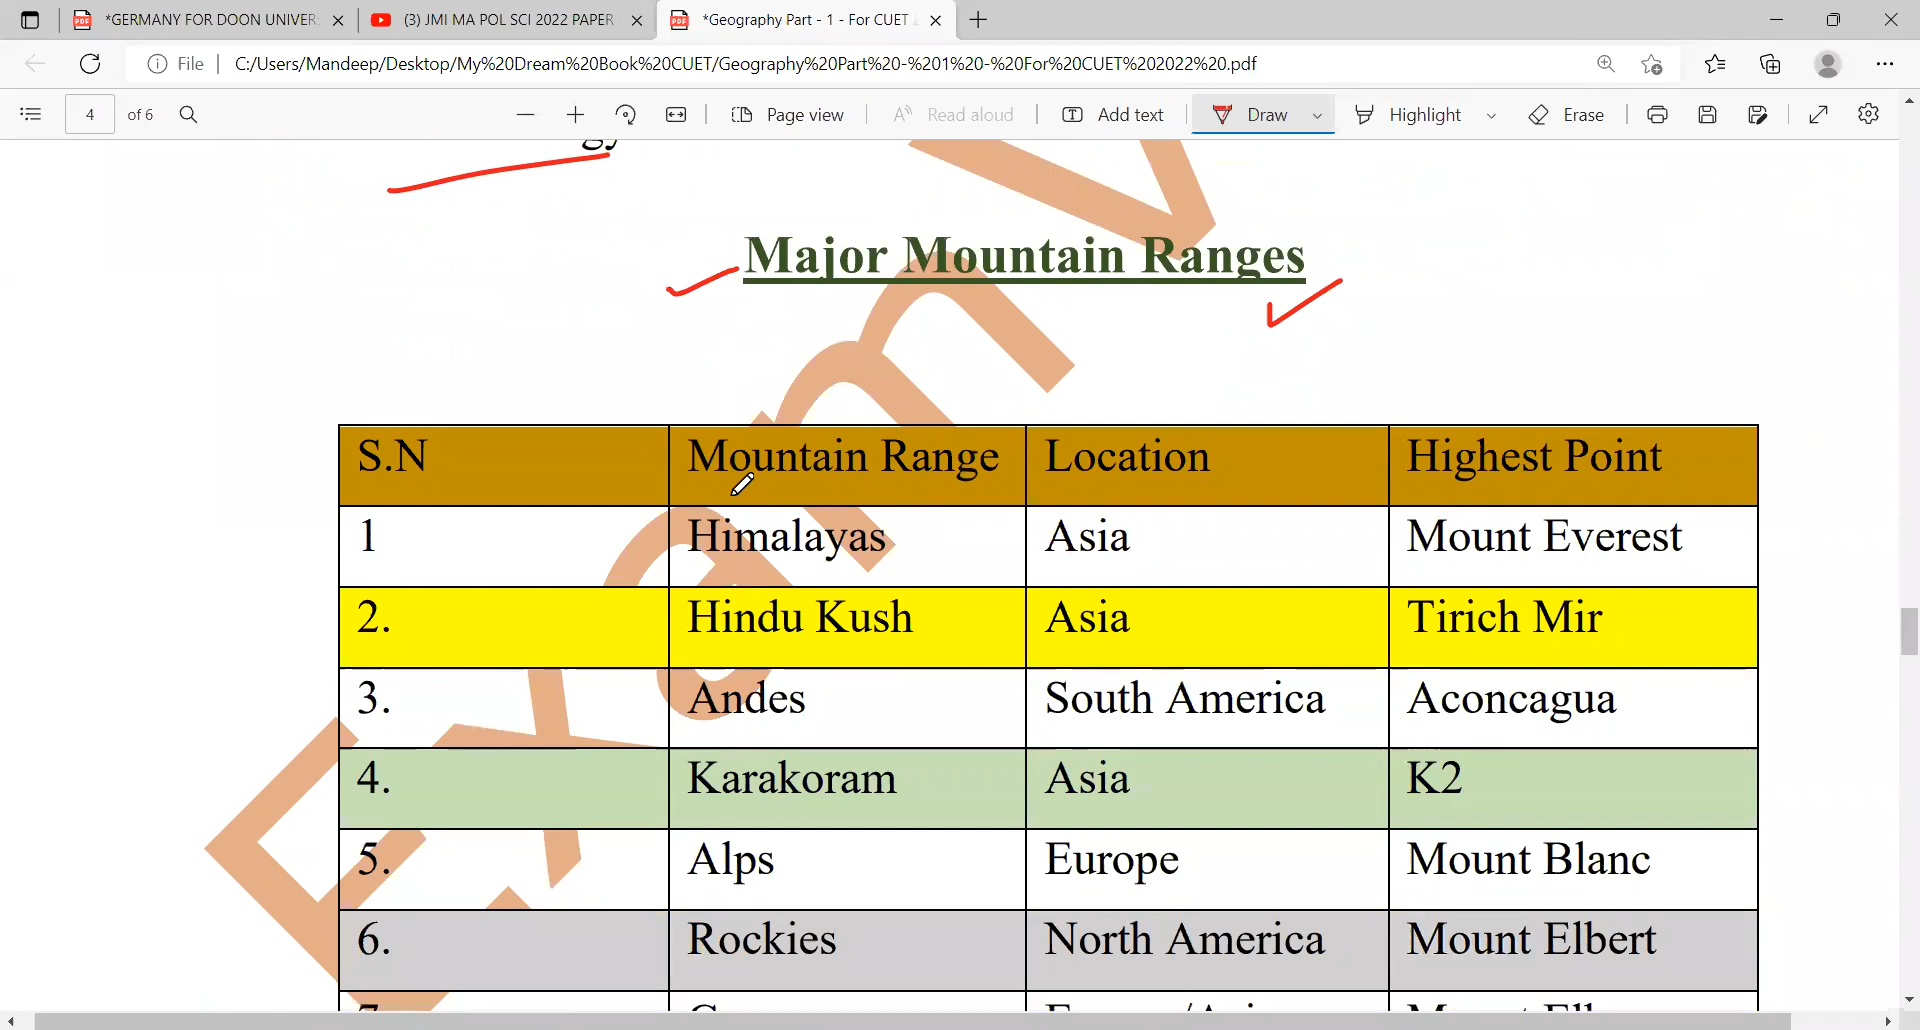 *GERMANY FOR DOON UNIVER
(3) JMI MA POL SCI 2022 PAPER
*Geography Part - 1 - For CUET
File
C:/Users/Mandeep/Desktop/My%20Dream%20Book%20CUET/Geography%20Part%20-%201%20-%20For%20CUET%202022%20.pdf
4 of 6
Page view
Read aloud
Add text
Draw
Highlight
Erase
Major Mountain Ranges
S.N Mountain Range Location Highest Point
1 Himalayas Asia Mount Everest
2. Hindu Kush Asia Tirich Mir
3. Andes South America Aconcagua
4. Karakoram Asia K2
5. Alps Europe Mount Blanc
6. Rockies North America Mount Elbert
Exam